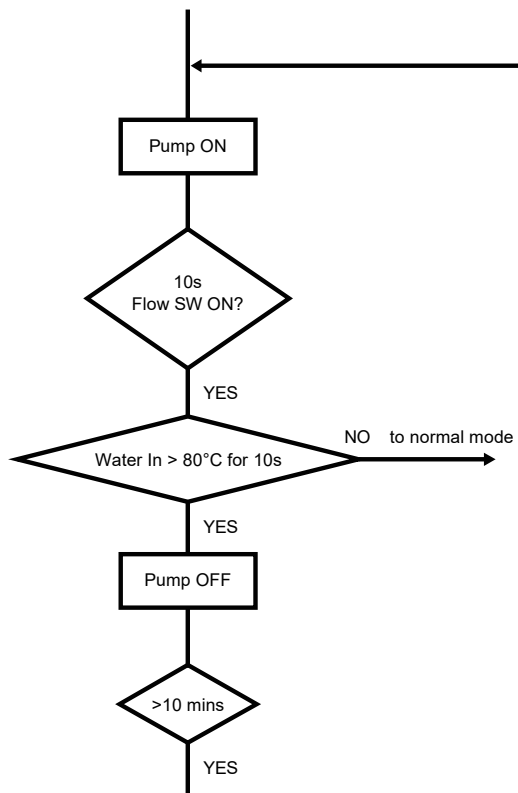 Pump ON
10s
Flow SW ON?
YES
Water In > 80°C for 10s
NO to normal mode
YES
Pump OFF
>10 mins
YES